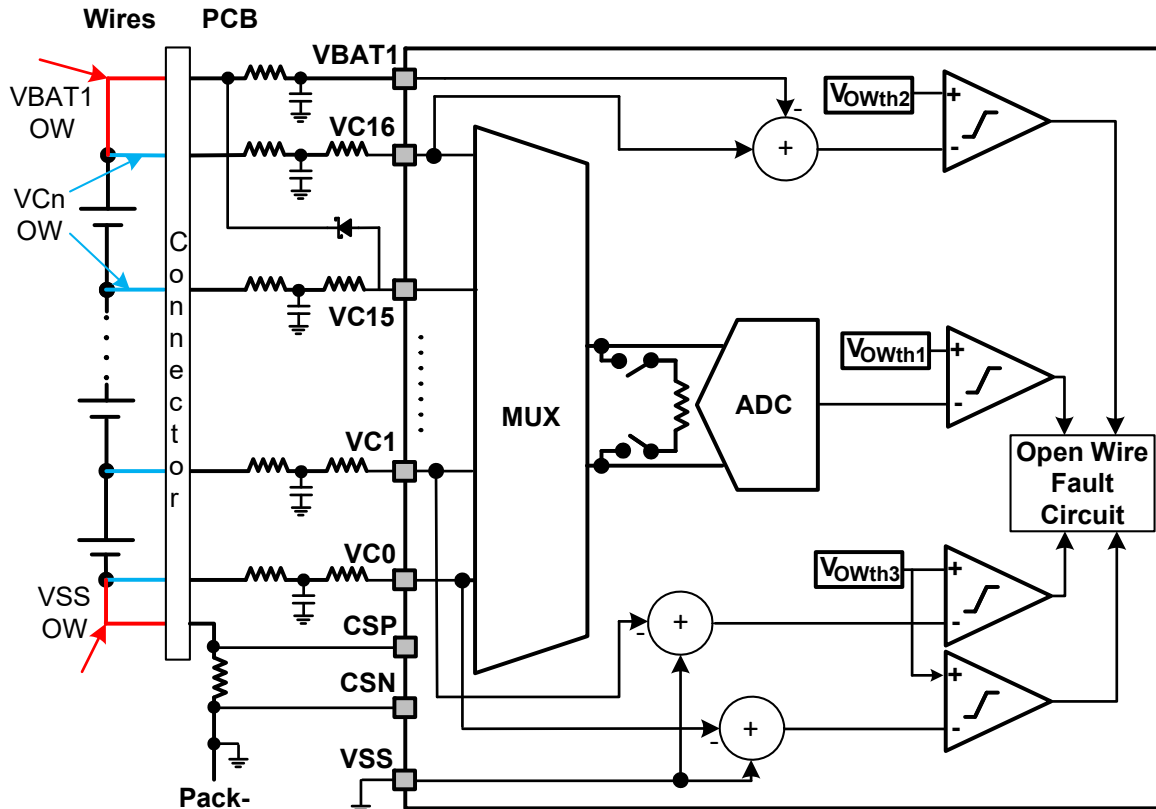 Wires PCB
VBAT1
VBAT1
OW
VOWth2
+
-
-
+
VC16
VCn
OW
Connector
VC15
VOWth1
+
-
MUX
ADC
VC1
Open Wire
Fault
Circuit
VC0
VOWth3
+
-
VSS
OW
-
+
CSP
+
-
CSN
-
+
VSS
Pack-